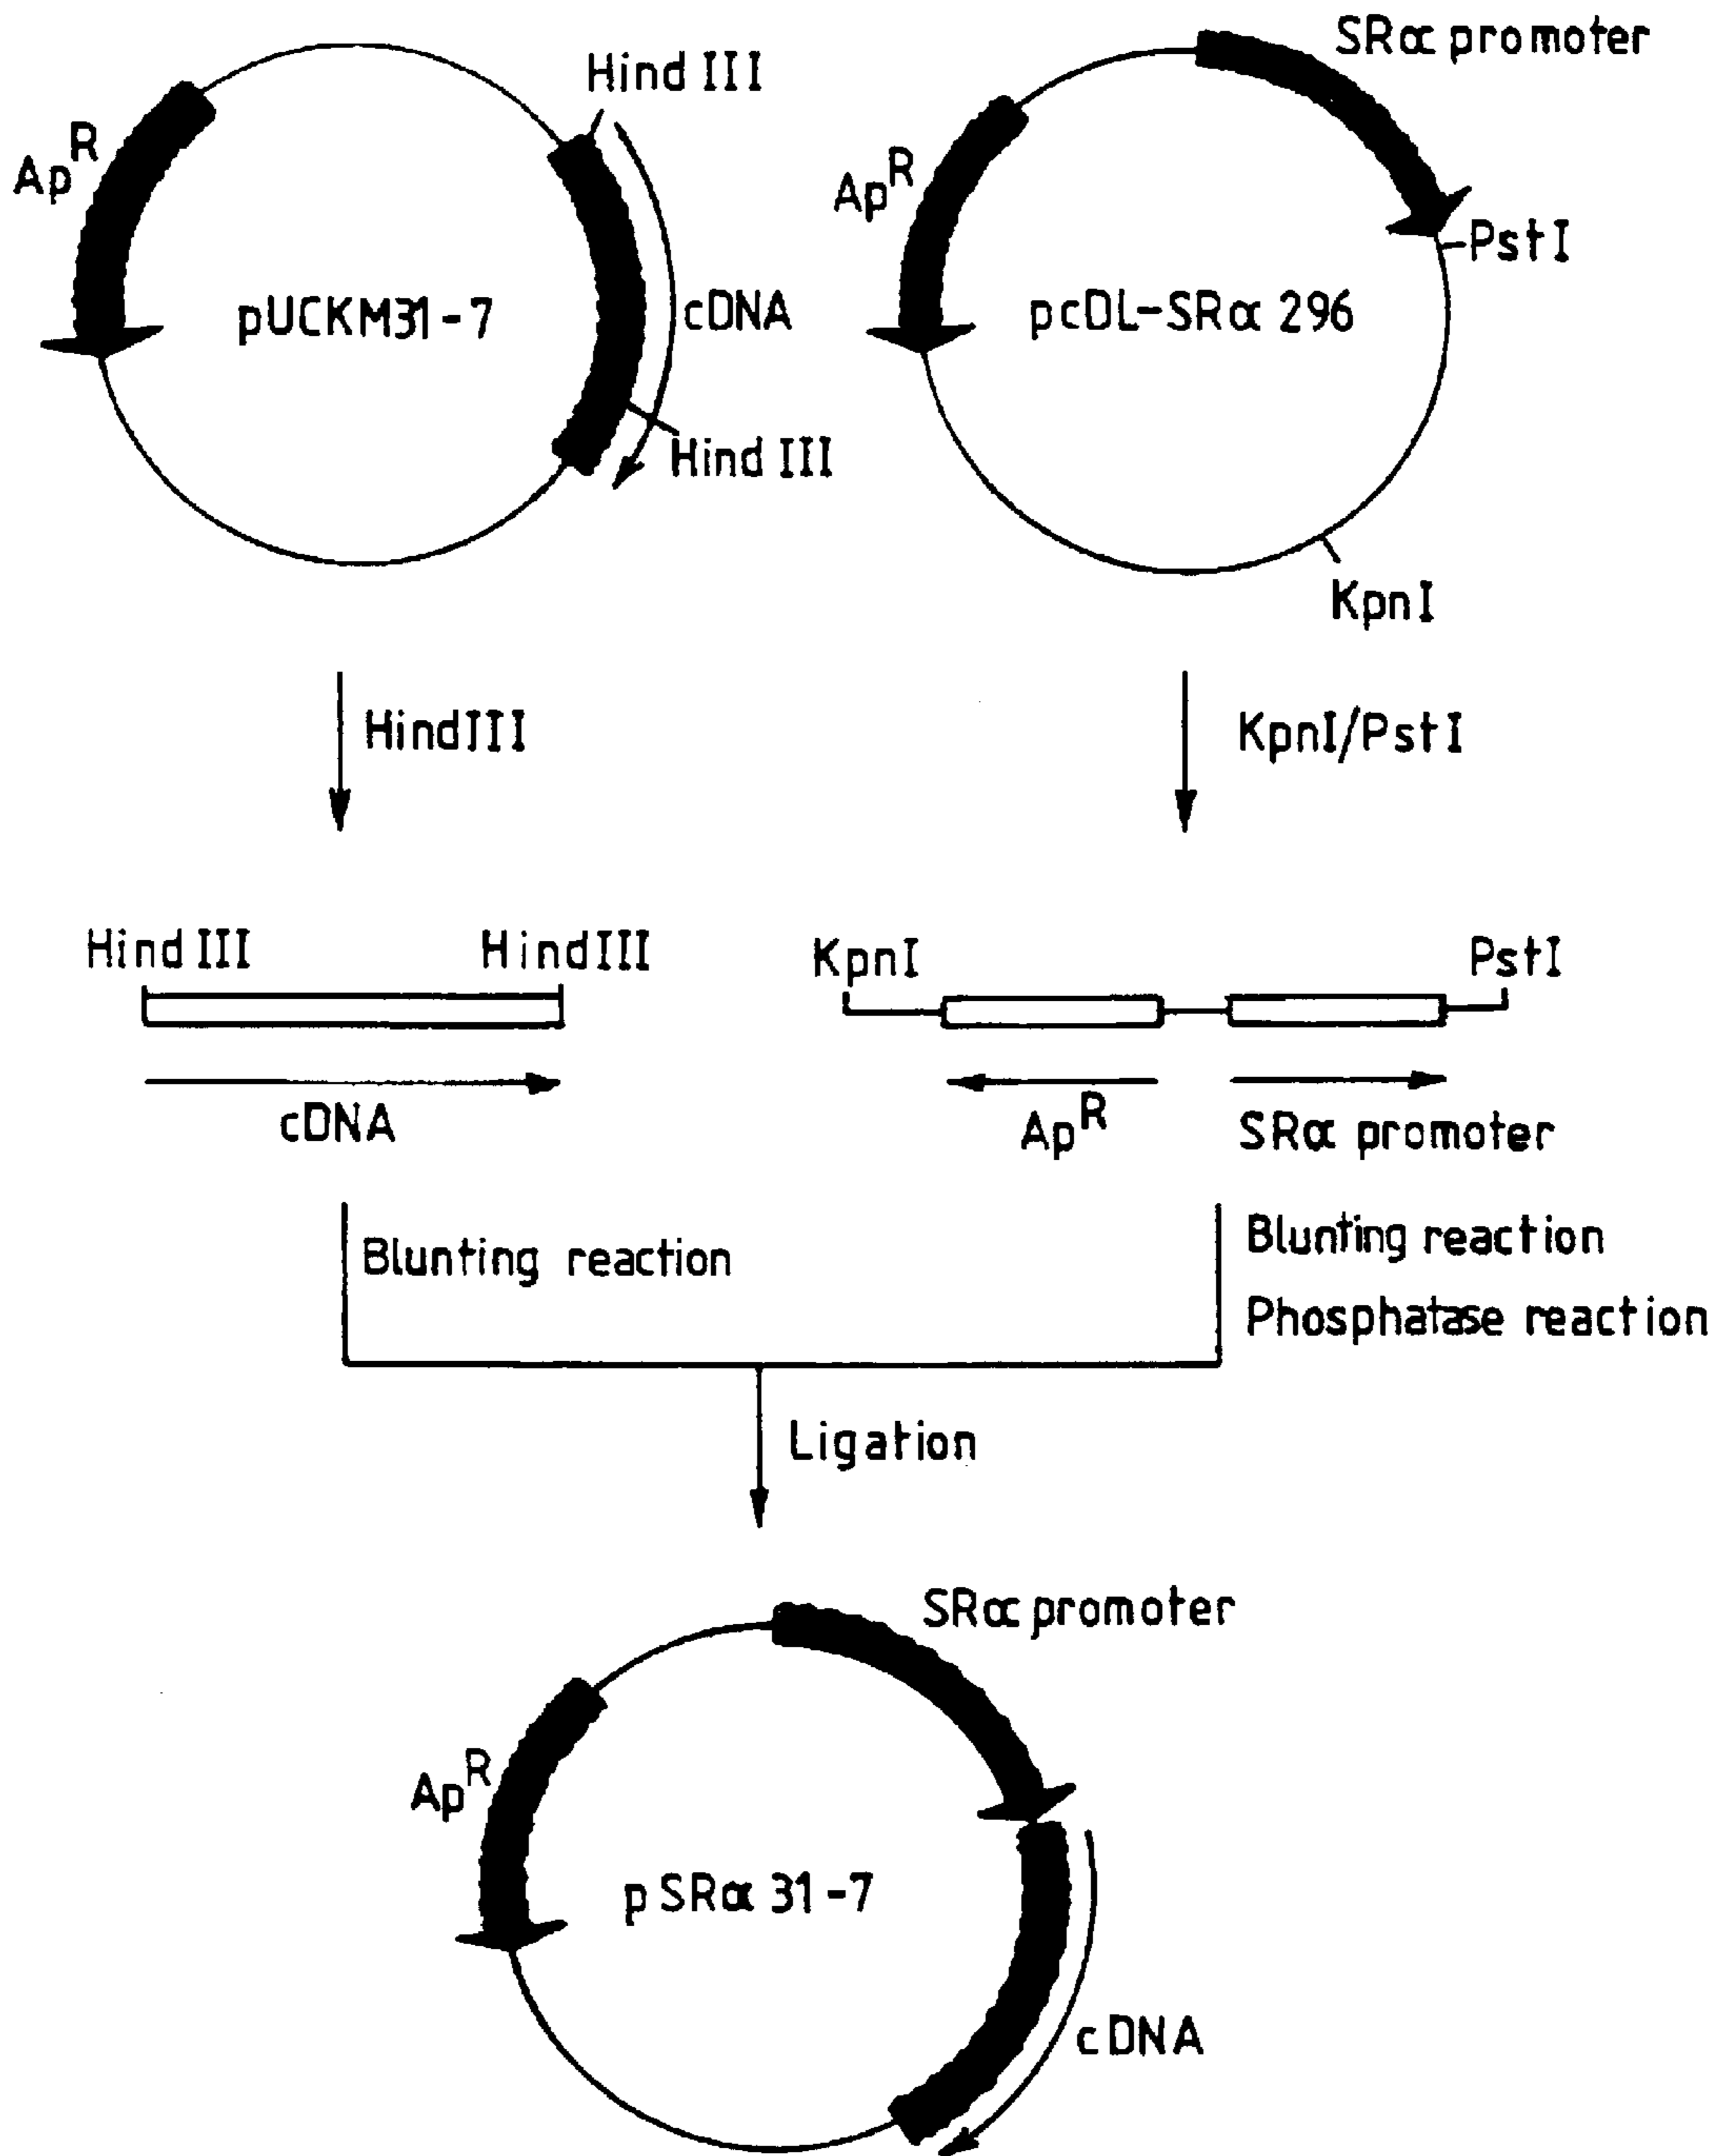 SRα promoter
Hind III
Ap^R
Ap^R
PstI
pUCKM31-7
cDNA
pcDL-SRα 296
Hind III
KpnI
HindIII
KpnI/PstI
Hind III
HindIII
KpnI
PstI
cDNA
Ap^R
SRα promoter
Blunting reaction
Blunting reaction
Phosphatase reaction
Ligation
SRα promoter
Ap^R
pSRα 31-7
cDNA